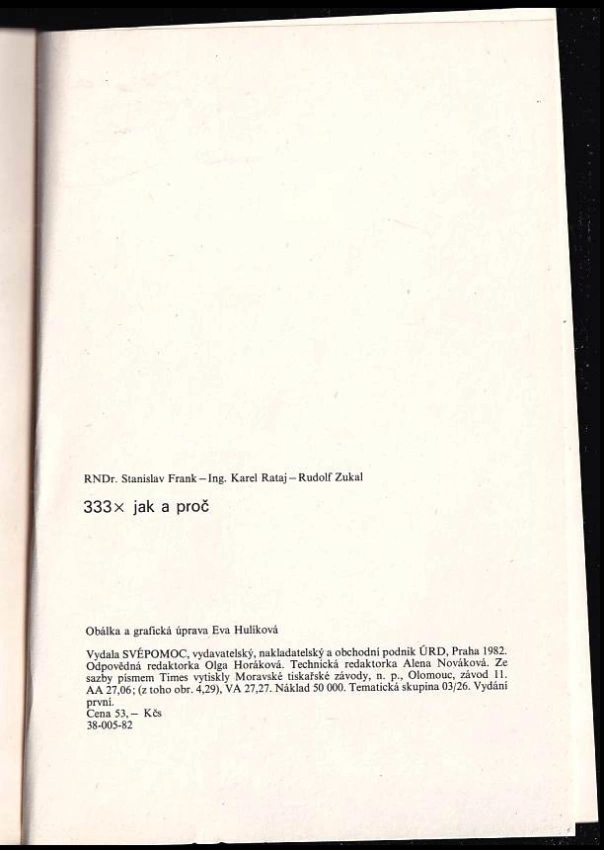 RNDr. Stanislav Frank – Ing. Karel Rataj – Rudolf Zukal
333× jak a proč
Obálka a grafická úprava Eva Hulíková
Vydala SVÉPOMOC, vydavatelský, nakladatelský a obchodní podnik ÚRD, Praha 1982.
Odpovědná redaktorka Olga Horáková. Technická redaktorka Alena Nováková. Ze
sazby písmem Times vytiskly Moravské tiskařské závody, n. p., Olomouc, závod 11.
AA 27,06; (z toho obr. 4,29), VA 27,27. Náklad 50 000. Tematická skupina 03/26. Vydání
první.
Cena 53,– Kčs
38-005-82